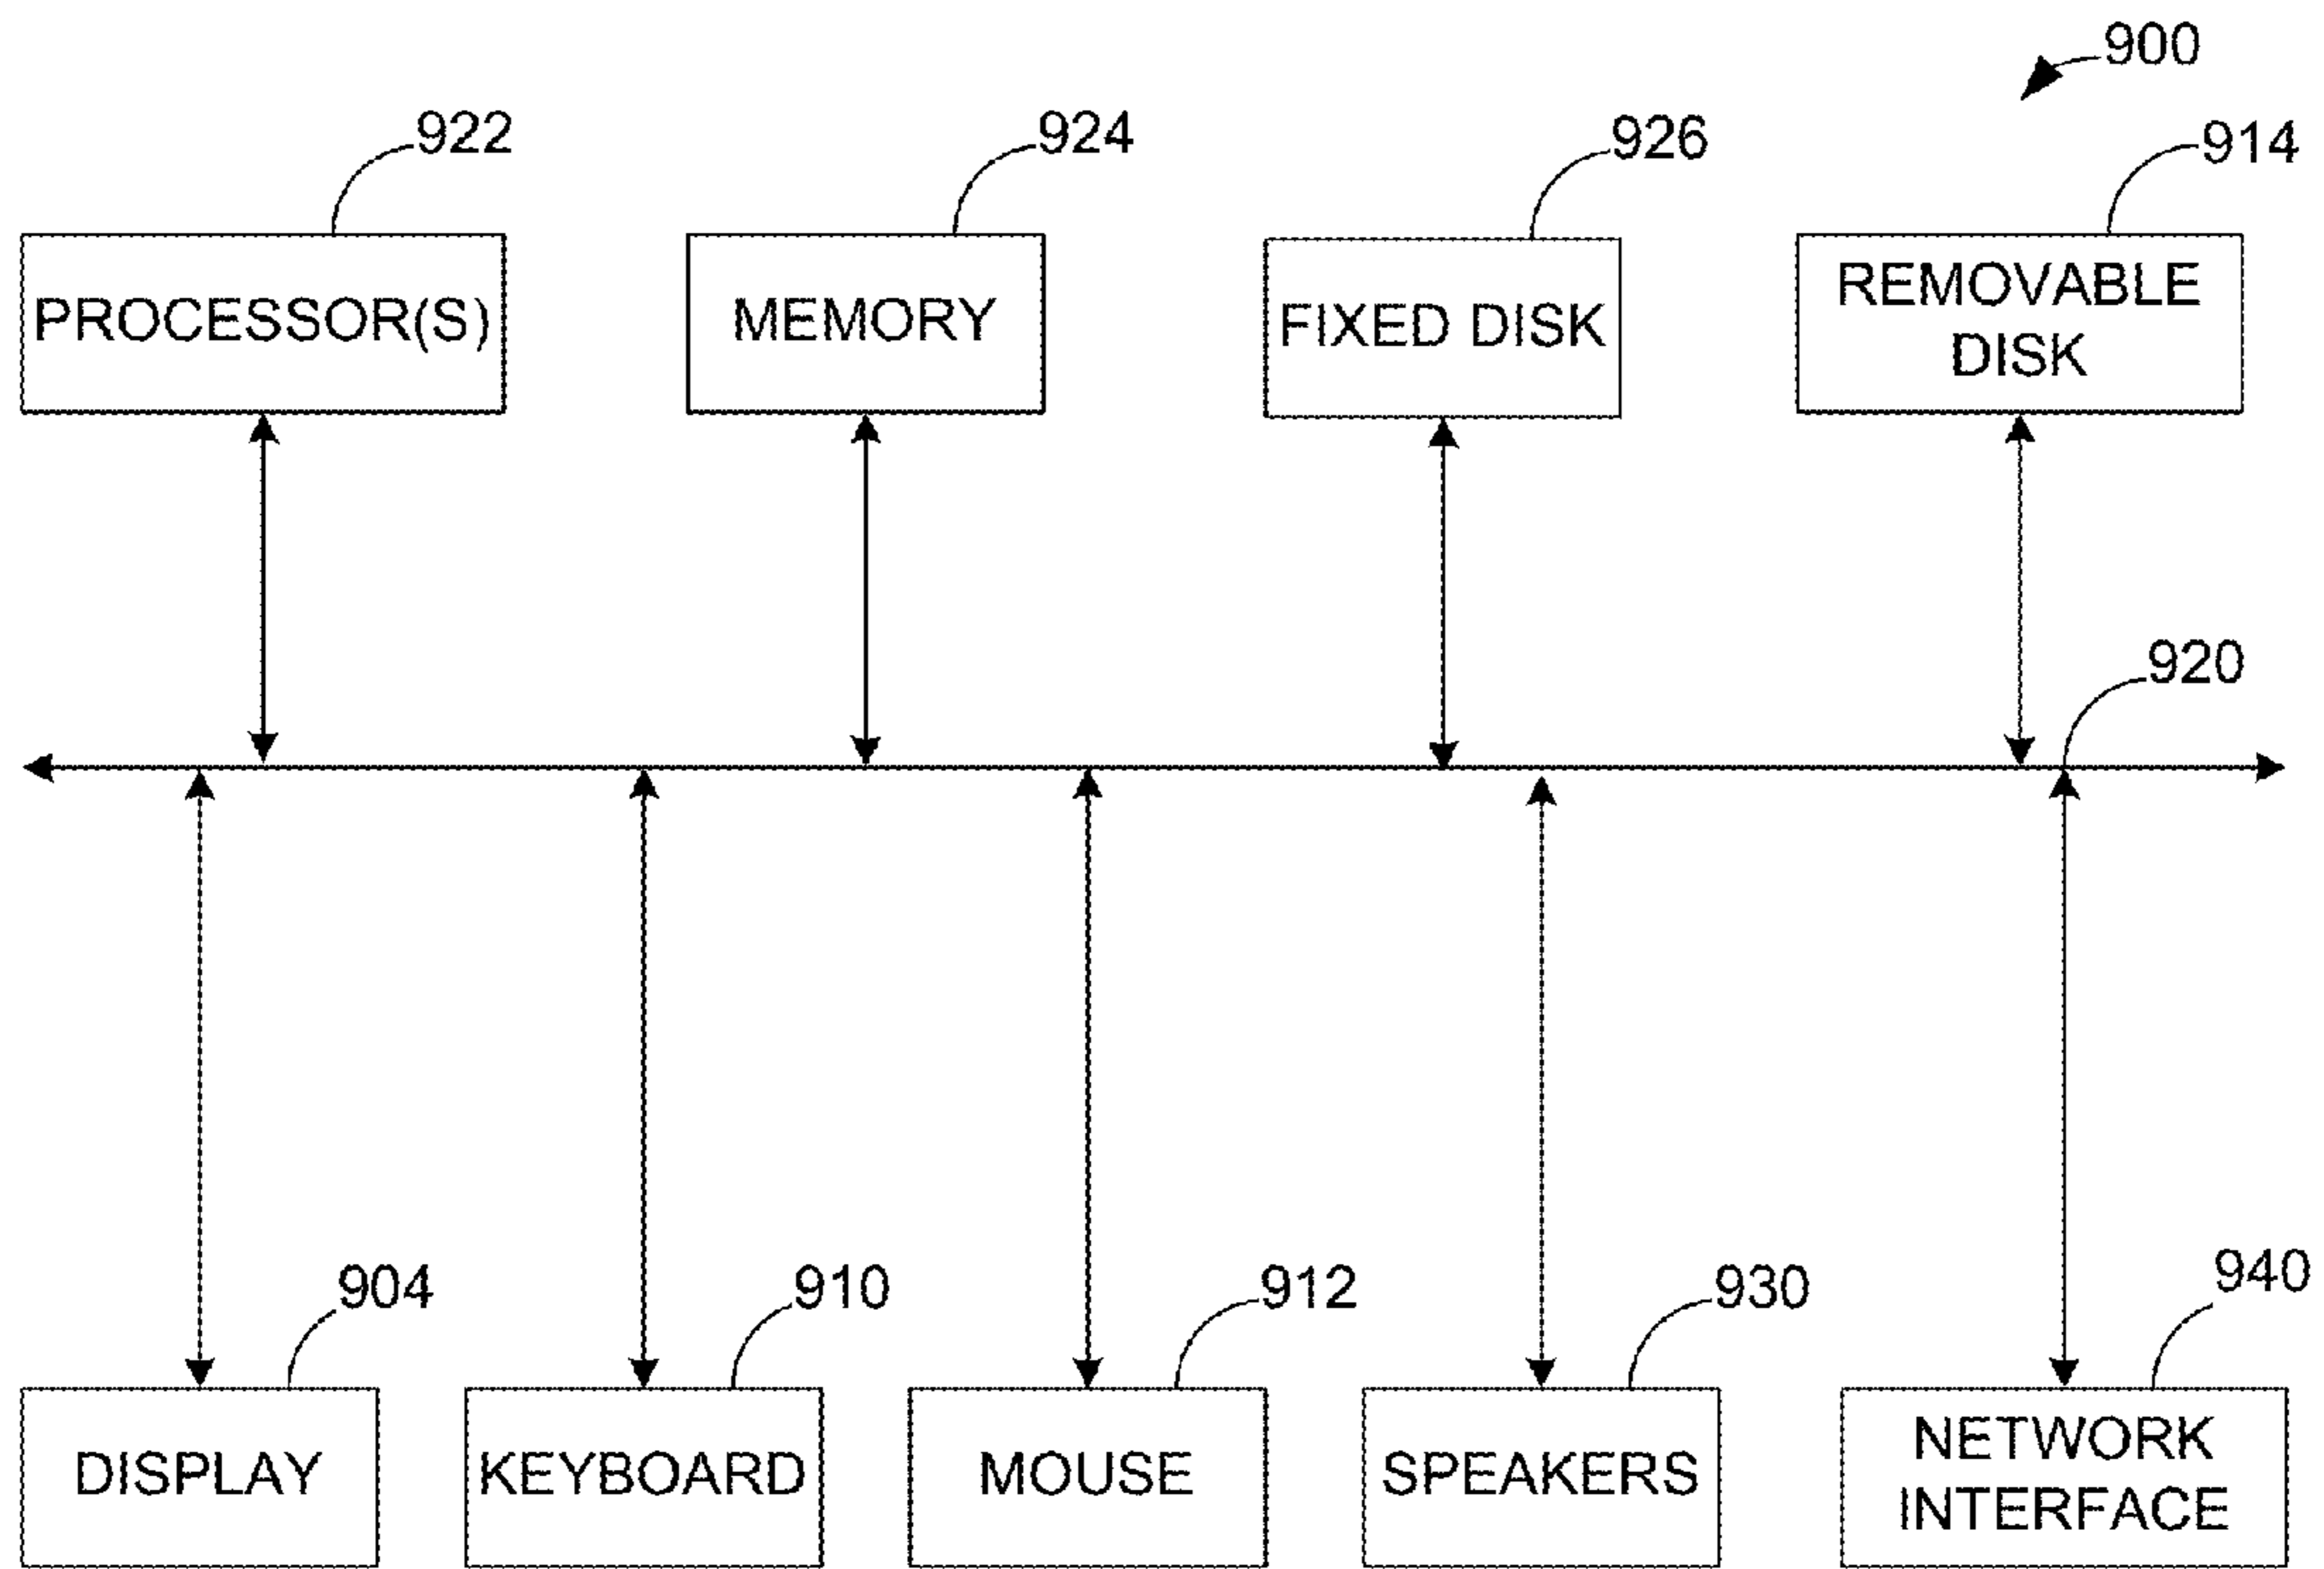 900
922
924
926
914
PROCESSOR(S)
MEMORY
FIXED DISK
REMOVABLE
DISK
920
904
910
912
930
940
DISPLAY
KEYBOARD
MOUSE
SPEAKERS
NETWORK
INTERFACE